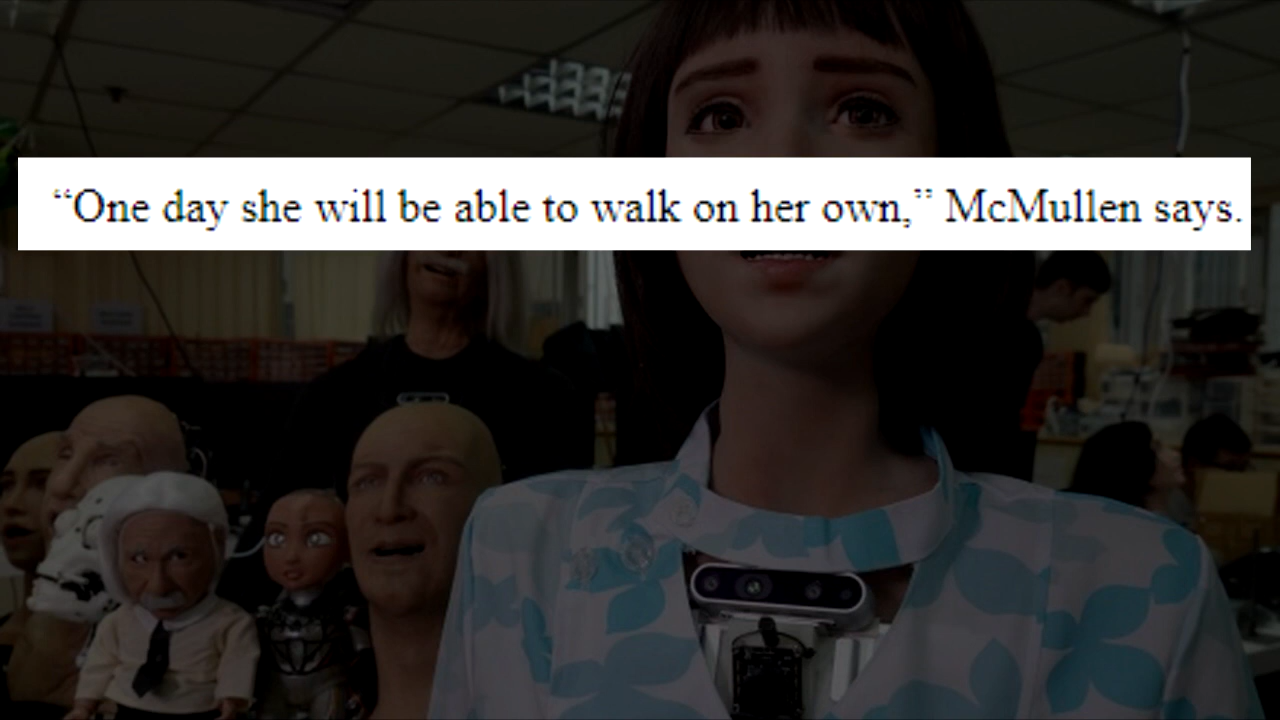 “One day she will be able to walk on her own,” McMullen says.